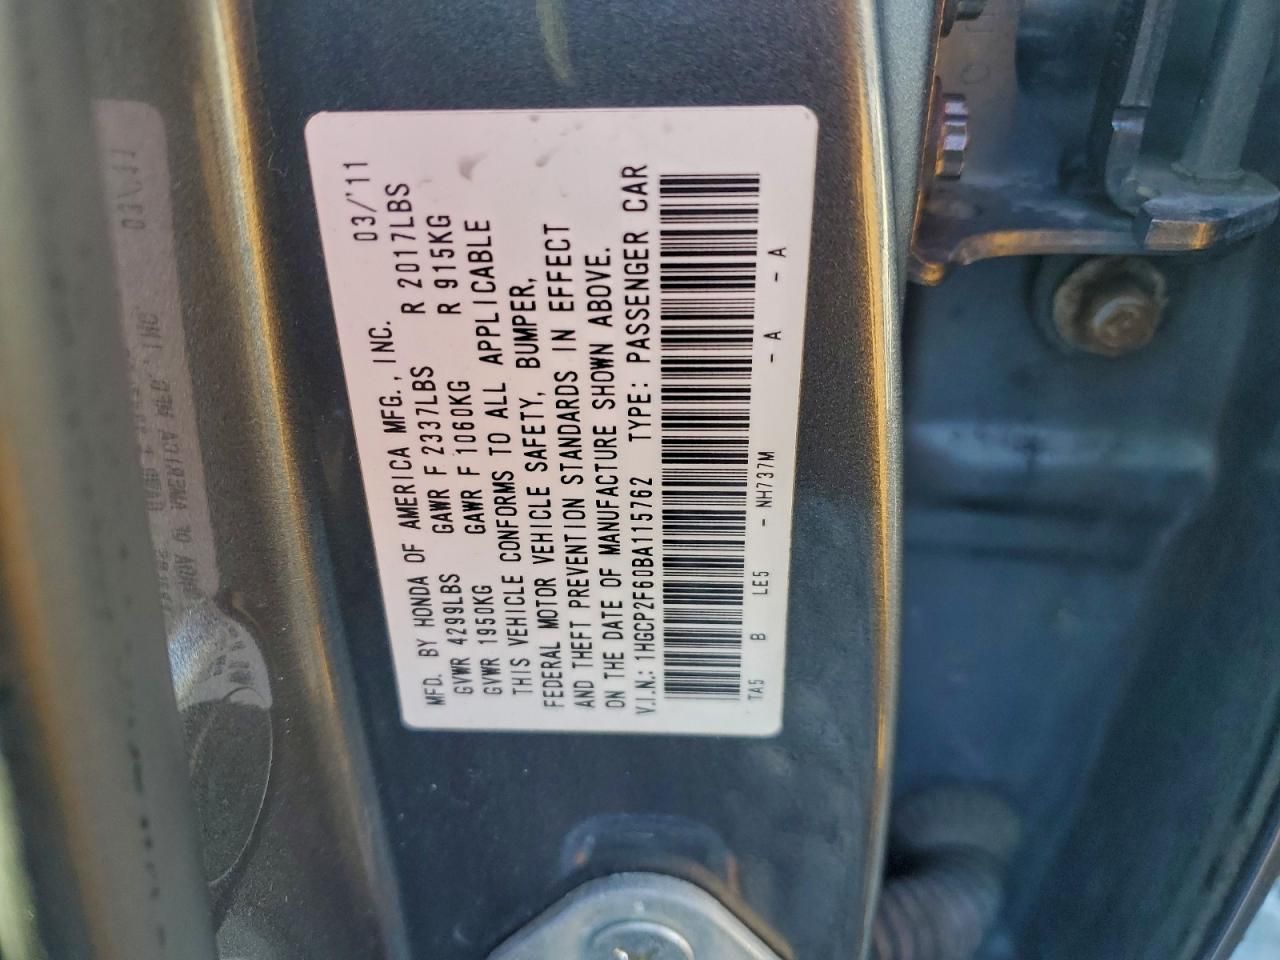 MFD. BY HONDA OF AMERICA MFG., INC. 03/'11
GVWR 4299LBS GAWR F 2337LBS R 2017LBS
GVWR 1950KG GAWR F 1060KG R 915KG
THIS VEHICLE CONFORMS TO ALL APPLICABLE
FEDERAL MOTOR VEHICLE SAFETY, BUMPER,
AND THEFT PREVENTION STANDARDS IN EFFECT
ON THE DATE OF MANUFACTURE SHOWN ABOVE.
V.I.N.: 1HGCP2F60BA115762 TYPE: PASSENGER CAR
TA5 B LE5 - NH737M - A - A